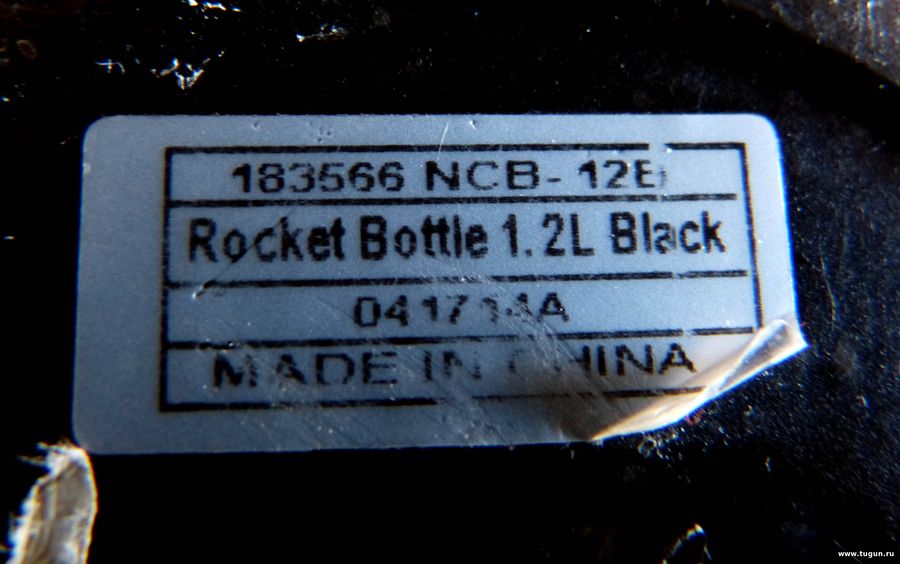 183566 NCB- 12B
Rocket Bottle 1.2L Black
041714A
MADE IN CHINA
www.tugun.ru